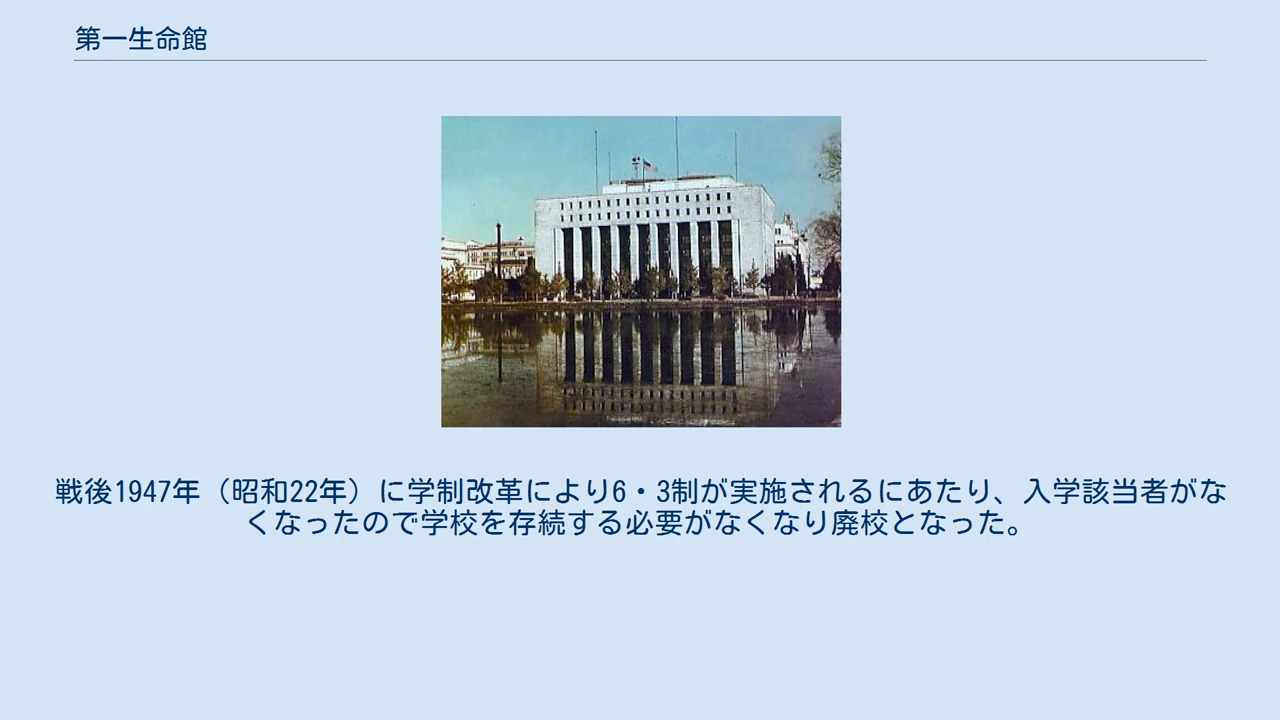 第一生命館
戦後1947年（昭和22年）に学制改革により6・3制が実施されるにあたり、入学該当者がな
くなったので学校を存続する必要がなくなり廃校となった。